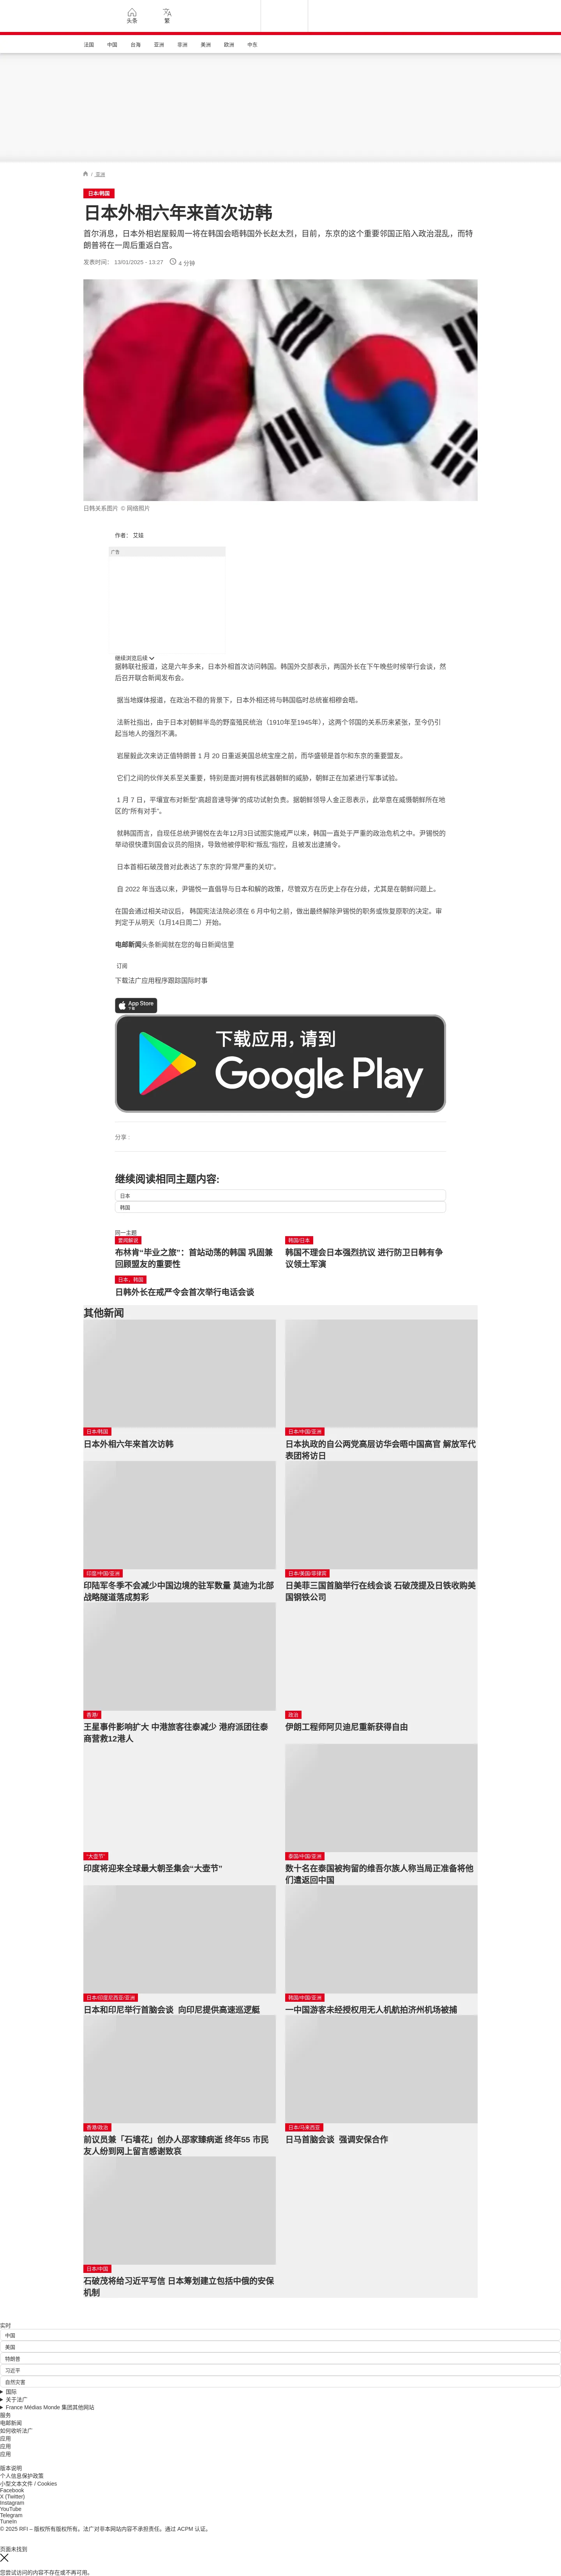 头条
繁
法国
中国
台海
亚洲
非洲
美洲
欧洲
中东
/ 亚洲
日本/韩国
日本外相六年来首次访韩
首尔消息，日本外相岩屋毅周一将在韩国会晤韩国外长赵太烈，目前，东京的这个重要邻国正陷入政治混乱，而特
朗普将在一周后重返白宫。
发表时间： 13/01/2025 - 13:27 4 分钟
日韩关系图片 © 网络照片
作者： 艾镓
广告
继续浏览后续
据韩联社报道，这是六年多来，日本外相首次访问韩国。韩国外交部表示，两国外长在下午晚些时候举行会谈，然
后召开联合新闻发布会。
据当地媒体报道，在政治不稳的背景下，日本外相还将与韩国临时总统崔相穆会晤。
法新社指出，由于日本对朝鲜半岛的野蛮殖民统治（1910年至1945年），这两个邻国的关系历来紧张，至今仍引
起当地人的强烈不满。
岩屋毅此次来访正值特朗普 1 月 20 日重返美国总统宝座之前，而华盛顿是首尔和东京的重要盟友。
它们之间的伙伴关系至关重要，特别是面对拥有核武器朝鲜的威胁，朝鲜正在加紧进行军事试验。
1 月 7 日，平壤宣布对新型“高超音速导弹”的成功试射负责。据朝鲜领导人金正恩表示，此举意在威慑朝鲜所在地
区的“所有对手”。
就韩国而言，自现任总统尹锡悦在去年12月3日试图实施戒严以来，韩国一直处于严重的政治危机之中。尹锡悦的
举动很快遭到国会议员的阻挠，导致他被停职和“叛乱”指控，且被发出逮捕令。
日本首相石破茂曾对此表达了东京的“异常严重的关切”。
自 2022 年当选以来，尹锡悦一直倡导与日本和解的政策，尽管双方在历史上存在分歧，尤其是在朝鲜问题上。
在国会通过相关动议后， 韩国宪法法院必须在 6 月中旬之前，做出最终解除尹锡悦的职务或恢复原职的决定。审
判定于从明天（1月14日周二）开始。
电邮新闻头条新闻就在您的每日新闻信里
订阅
下载法广应用程序跟踪国际时事
App Store
下载
下载应用，请到
Google Play
分享 :
继续阅读相同主题内容:
日本
韩国
同一主题
要闻解说
布林肯“毕业之旅”：首站动荡的韩国 巩固兼
回顾盟友的重要性
韩国/日本
韩国不理会日本强烈抗议 进行防卫日韩有争
议领土军演
日本，韩国
日韩外长在戒严令会首次举行电话会谈
其他新闻
日本/韩国
日本外相六年来首次访韩
日本/中国/亚洲
日本执政的自公两党高层访华会晤中国高官 解放军代
表团将访日
印度/中国/亚洲
印陆军冬季不会减少中国边境的驻军数量 莫迪为北部
战略隧道落成剪彩
日本/美国/菲律宾
日美菲三国首脑举行在线会谈 石破茂提及日铁收购美
国钢铁公司
香港/
王星事件影响扩大 中港旅客往泰减少 港府派团往泰
商营救12港人
政治
伊朗工程师阿贝迪尼重新获得自由
“大壶节”
印度将迎来全球最大朝圣集会“大壶节”
泰国/中国/亚洲
数十名在泰国被拘留的维吾尔族人称当局正准备将他
们遣返回中国
日本/印度尼西亚/亚洲
日本和印尼举行首脑会谈 向印尼提供高速巡逻艇
韩国/中国/亚洲
一中国游客未经授权用无人机航拍济州机场被捕
香港/政治
前议员兼「石墙花」创办人邵家臻病逝 终年55 市民
友人纷到网上留言感谢致哀
日本/马来西亚
日马首脑会谈 强调安保合作
日本/中国
石破茂将给习近平写信 日本筹划建立包括中俄的安保
机制
实时
中国
美国
特朗普
习近平
自然灾害
国际
关于法广
France Médias Monde 集团其他网站
服务
电邮新闻
如何收听法广
应用
应用
应用
版本说明
个人信息保护政策
小型文本文件 / Cookies
Facebook
X (Twitter)
Instagram
YouTube
Telegram
TuneIn
© 2025 RFI – 版权所有版权所有。法广对非本网站内容不承担责任。通过 ACPM 认证。
页面未找到
您尝试访问的内容不存在或不再可用。